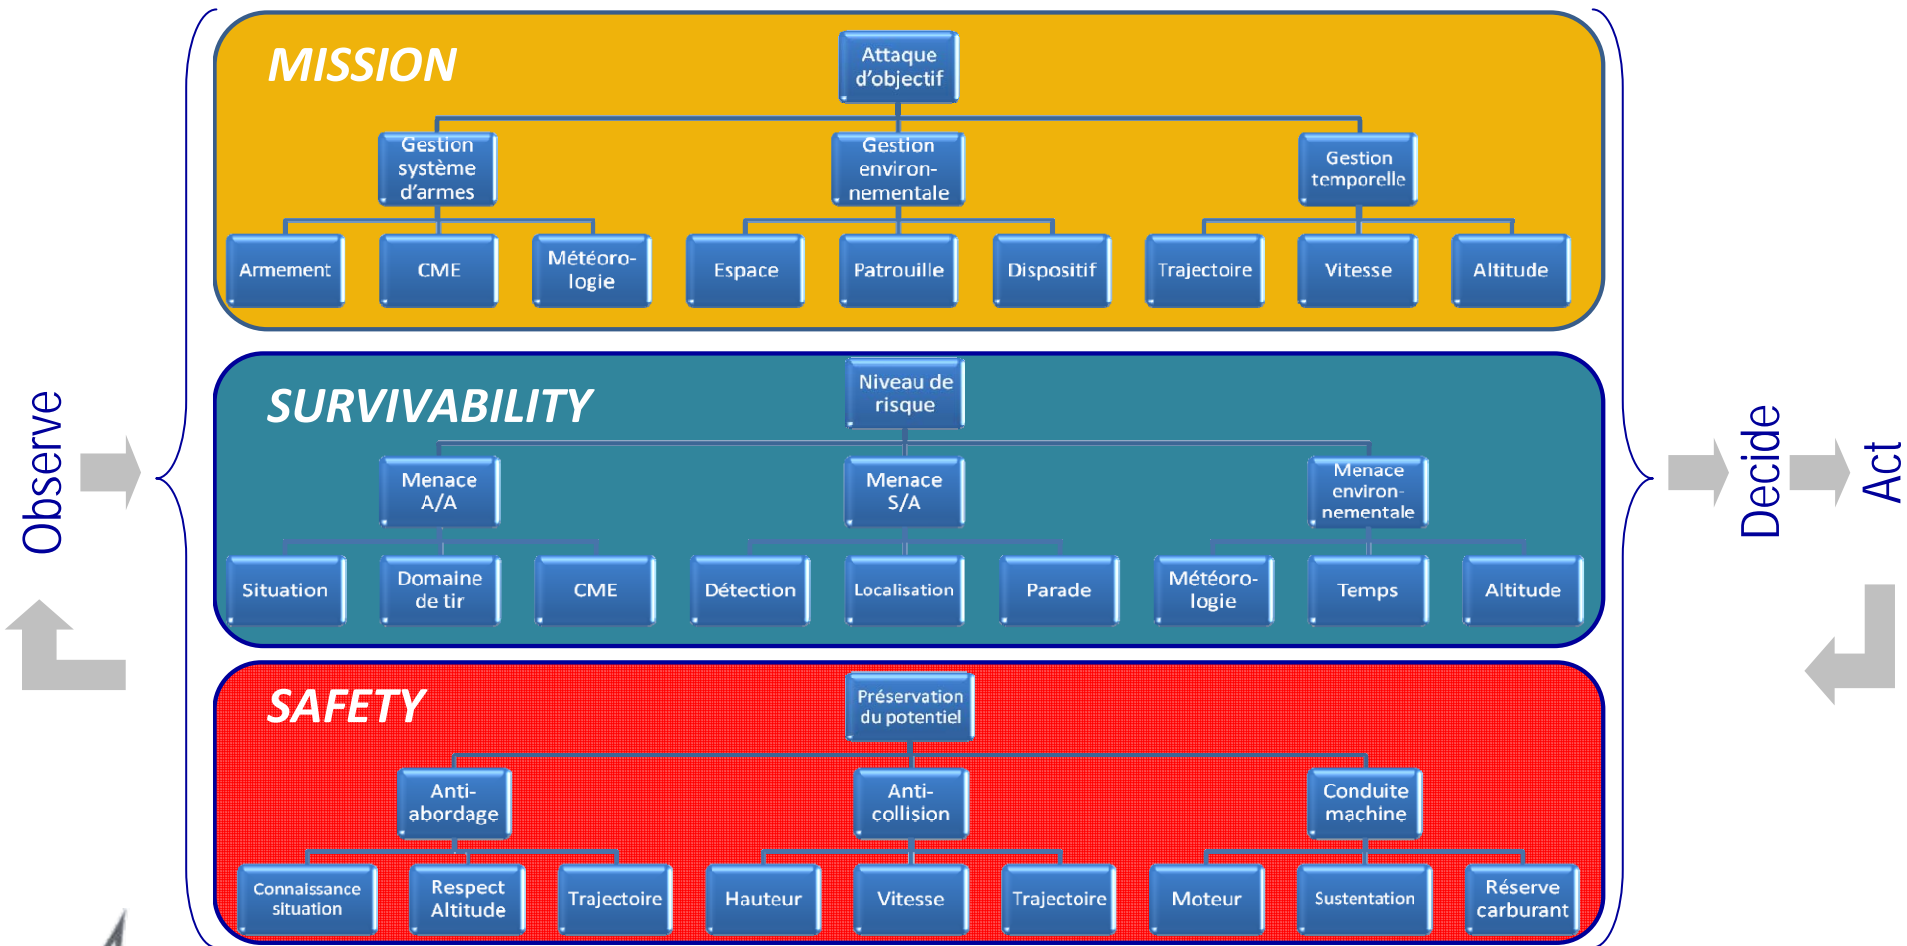 MISSION
Attaque
d'objectif
Gestion
système
d'armes
Gestion
environ-
nementale
Gestion
temporelle
Armement
CME
Météoro-
logie
Espace
Patrouille
Dispositif
Trajectoire
Vitesse
Altitude
Observe
SURVIVABILITY
Niveau de
risque
Menace
A/A
Menace
S/A
Menace
environ-
nementale
Situation
Domaine
de tir
CME
Détection
Localisation
Parade
Météoro-
logie
Temps
Altitude
Decide
Act
SAFETY
Préservation
du potentiel
Anti-
abordage
Anti-
collision
Conduite
machine
Connaissance
situation
Respect
Altitude
Trajectoire
Hauteur
Vitesse
Trajectoire
Moteur
Sustentation
Réserve
carburant